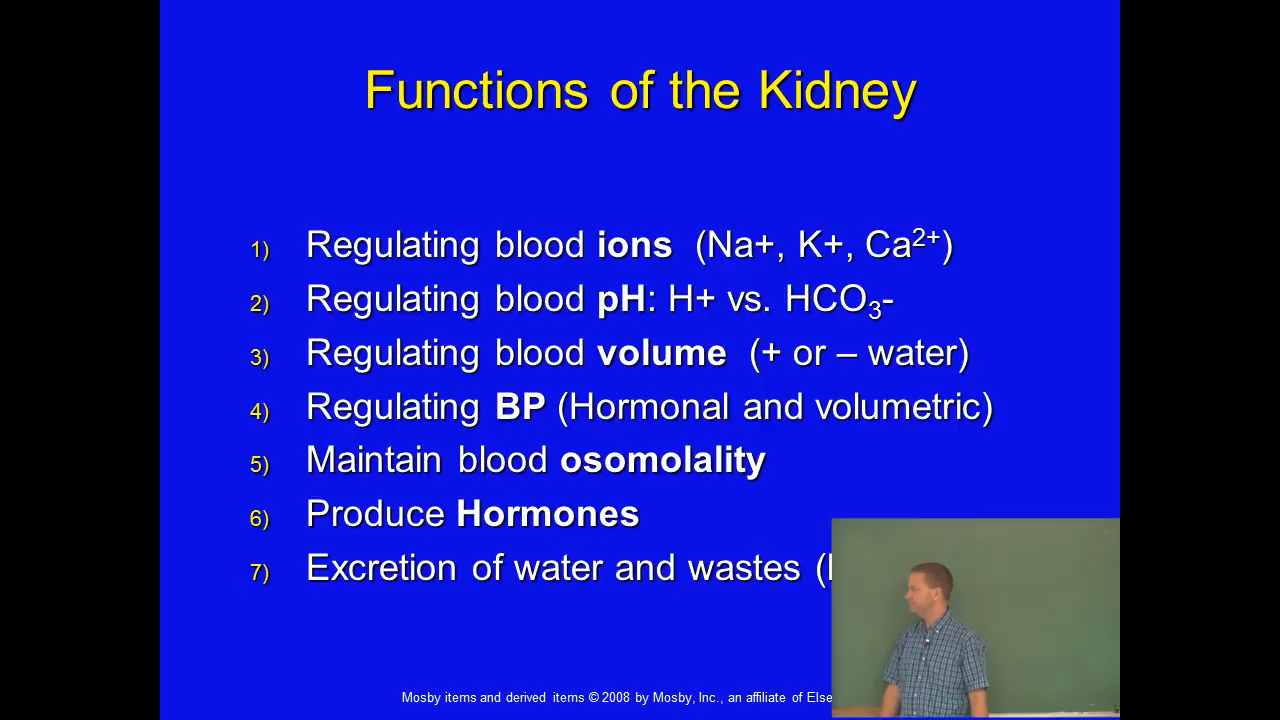 Functions of the Kidney
1) Regulating blood ions (Na+, K+, Ca2+)
2) Regulating blood pH: H+ vs. HCO3-
3) Regulating blood volume (+ or – water)
4) Regulating BP (Hormonal and volumetric)
5) Maintain blood osomolality
6) Produce Hormones
7) Excretion of water and wastes (
Mosby items and derived items © 2008 by Mosby, Inc., an affiliate of Else